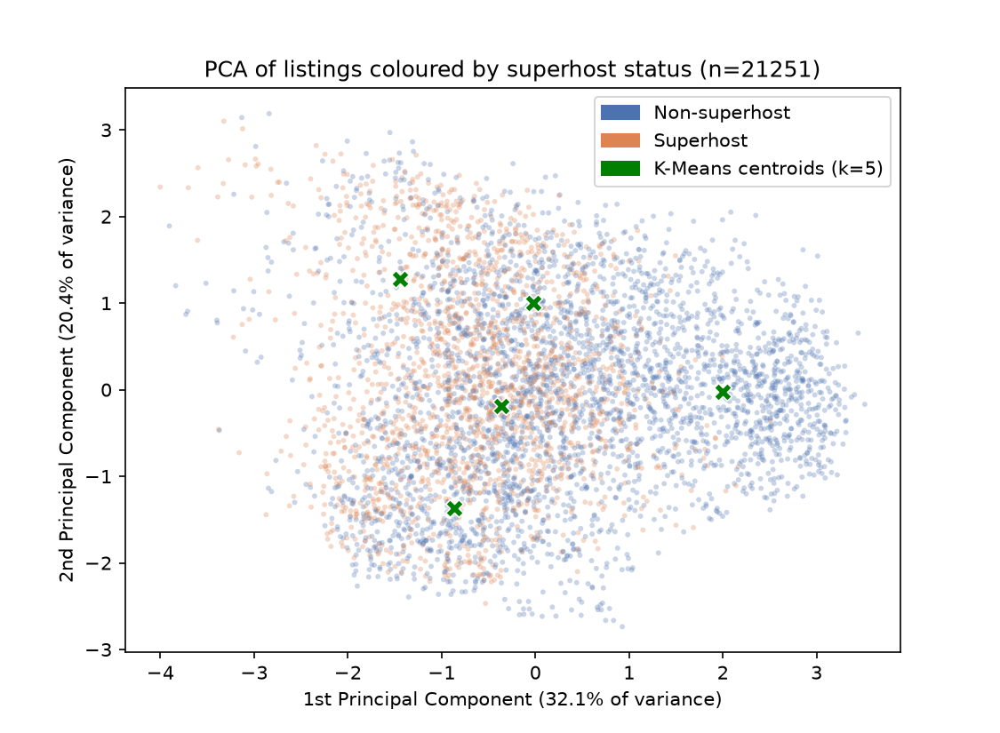 PCA of listings coloured by superhost status (n=21251)
Non-superhost
Superhost
K-Means centroids (k=5)
2nd Principal Component (20.4% of variance)
3
2
1
0
−1
−2
−3
−4 −3 −2 −1 0 1 2 3
1st Principal Component (32.1% of variance)